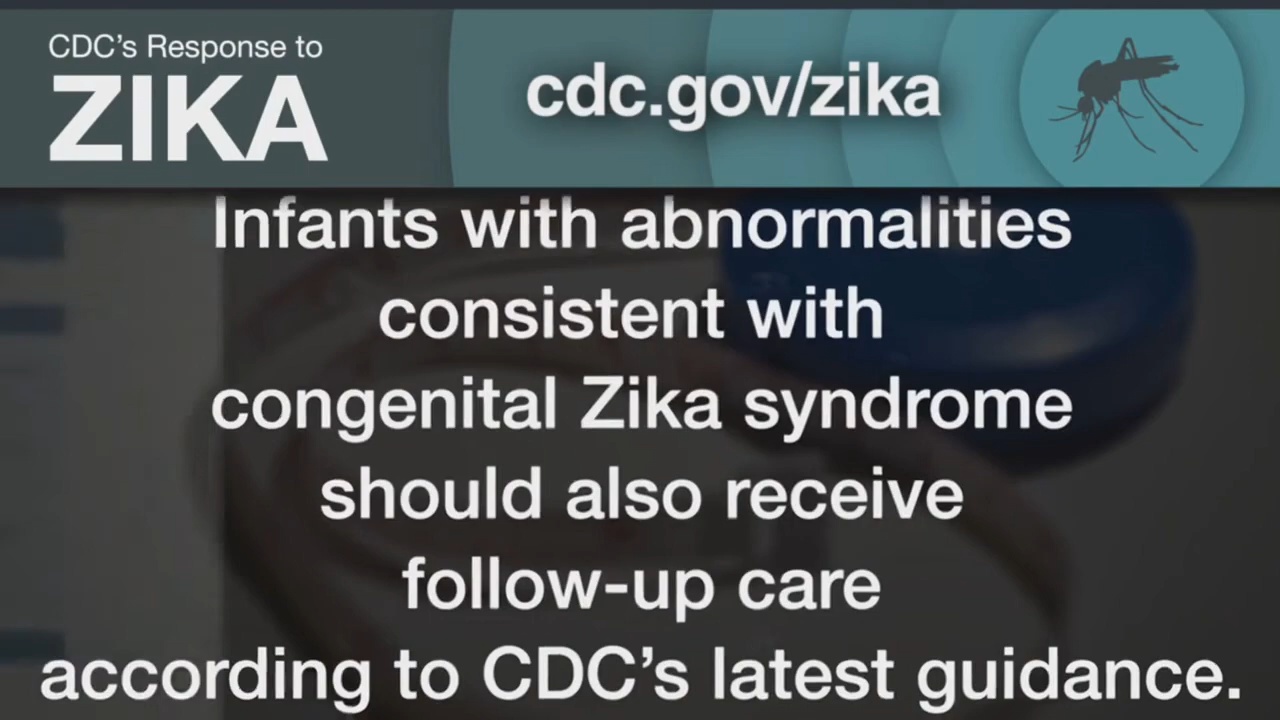 CDC’s Response to
ZIKA
cdc.gov/zika
Infants with abnormalities
consistent with
congenital Zika syndrome
should also receive
follow-up care
according to CDC’s latest guidance.